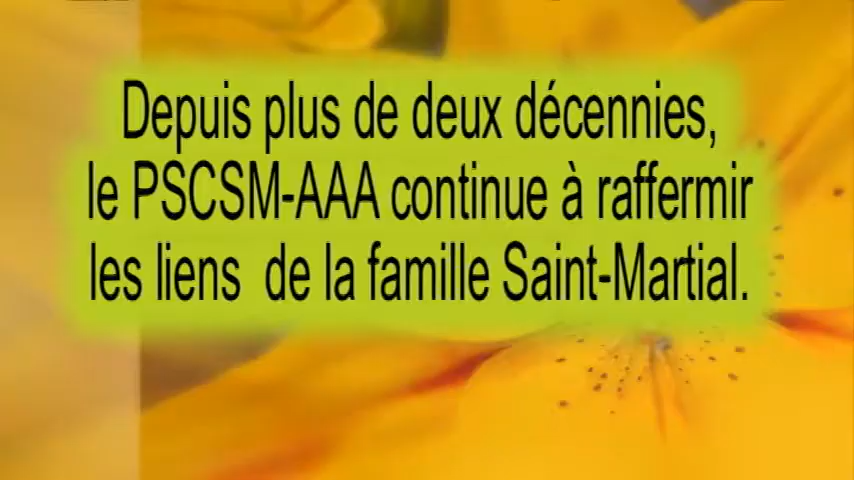 Depuis plus de deux décennies,
le PSCSM-AAA continue à raffermir
les liens  de la famille Saint-Martial.